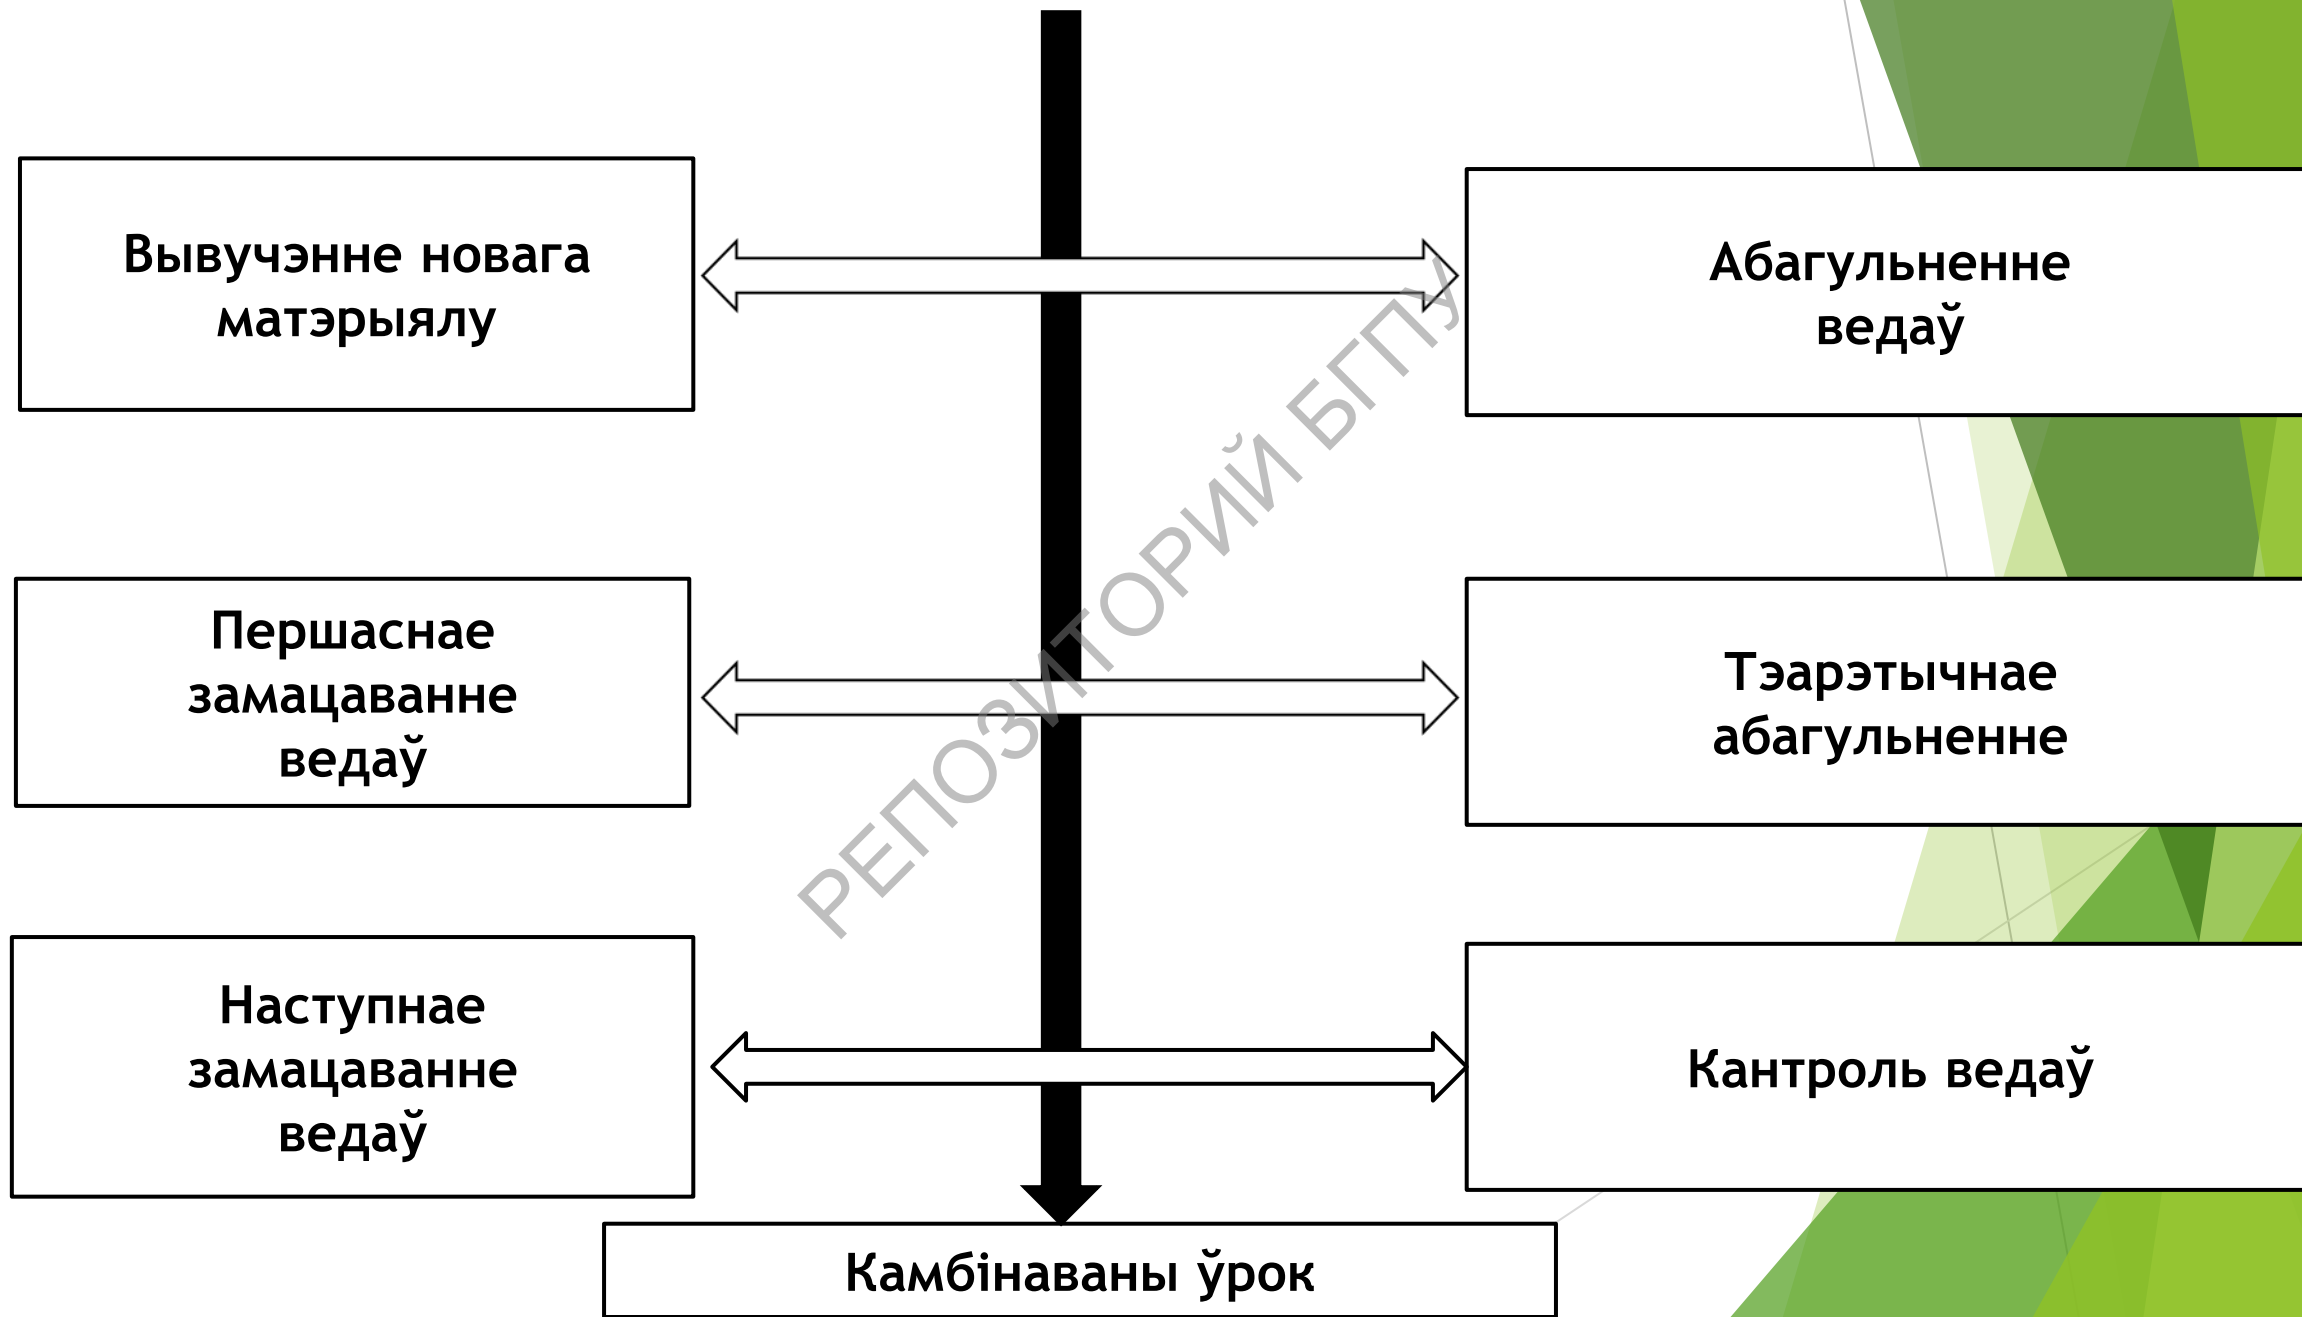 Вывучэнне новага
матэрыялу
Абагульненне
ведаў
Першаснае
замацаванне
ведаў
Тэарэтычнае
абагульненне
Наступнае
замацаванне
ведаў
Кантроль ведаў
Камбінаваны ўрок
РЕПОЗИТОРИЙ БГПУ